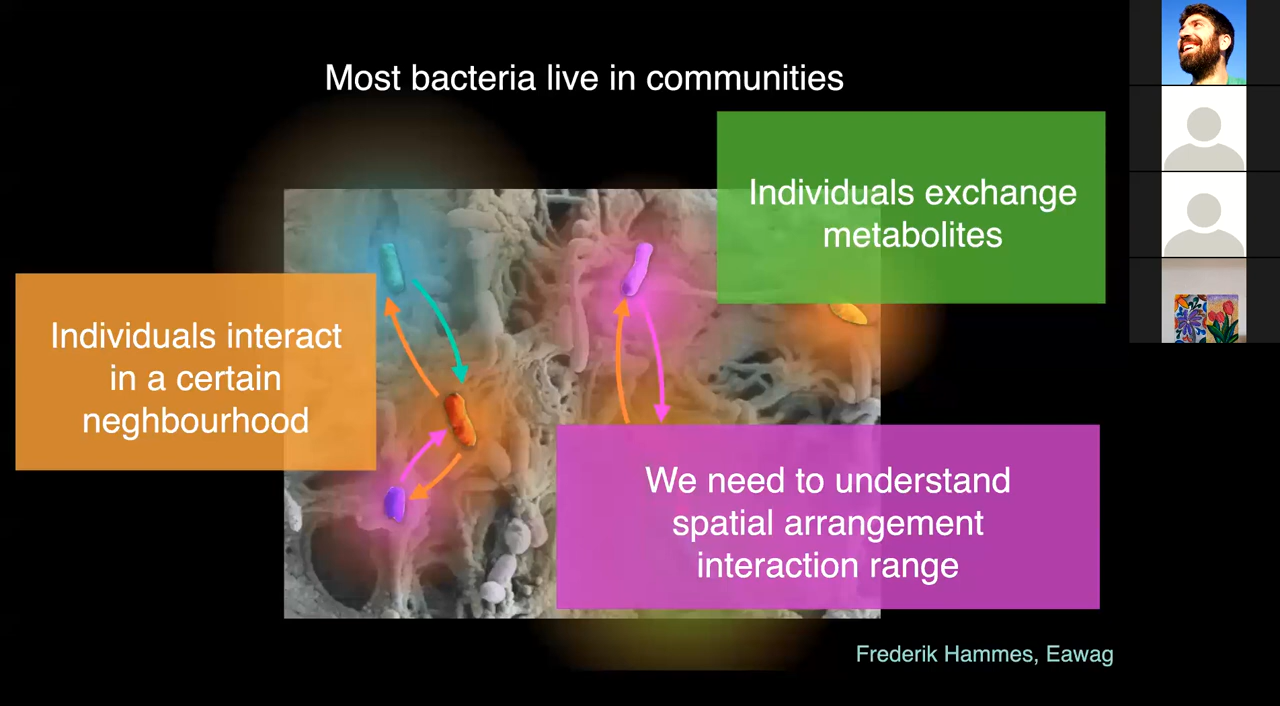 Most bacteria live in communities
Individuals exchange
metabolites
Individuals interact
in a certain
neghbourhood
We need to understand
spatial arrangement
interaction range
Frederik Hammes, Eawag